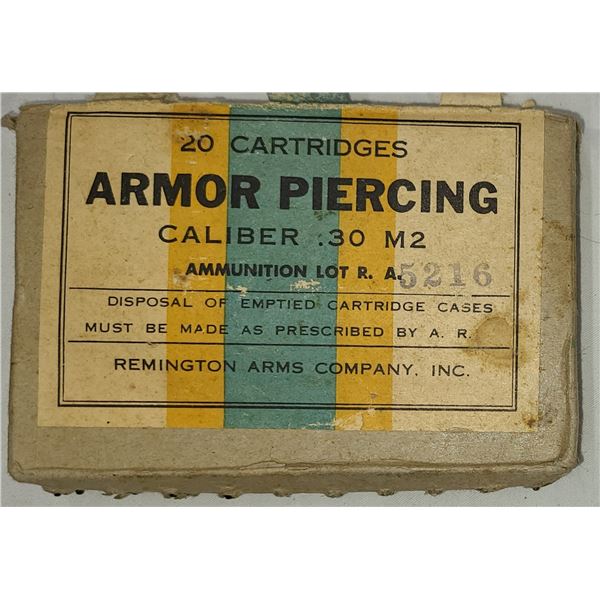 20 CARTRIDGES
ARMOR PIERCING
CALIBER .30 M2
AMMUNITION LOT R. A. 5216
DISPOSAL OF EMPTIED CARTRIDGE CASES
MUST BE MADE AS PRESCRIBED BY A. R.
REMINGTON ARMS COMPANY, INC.